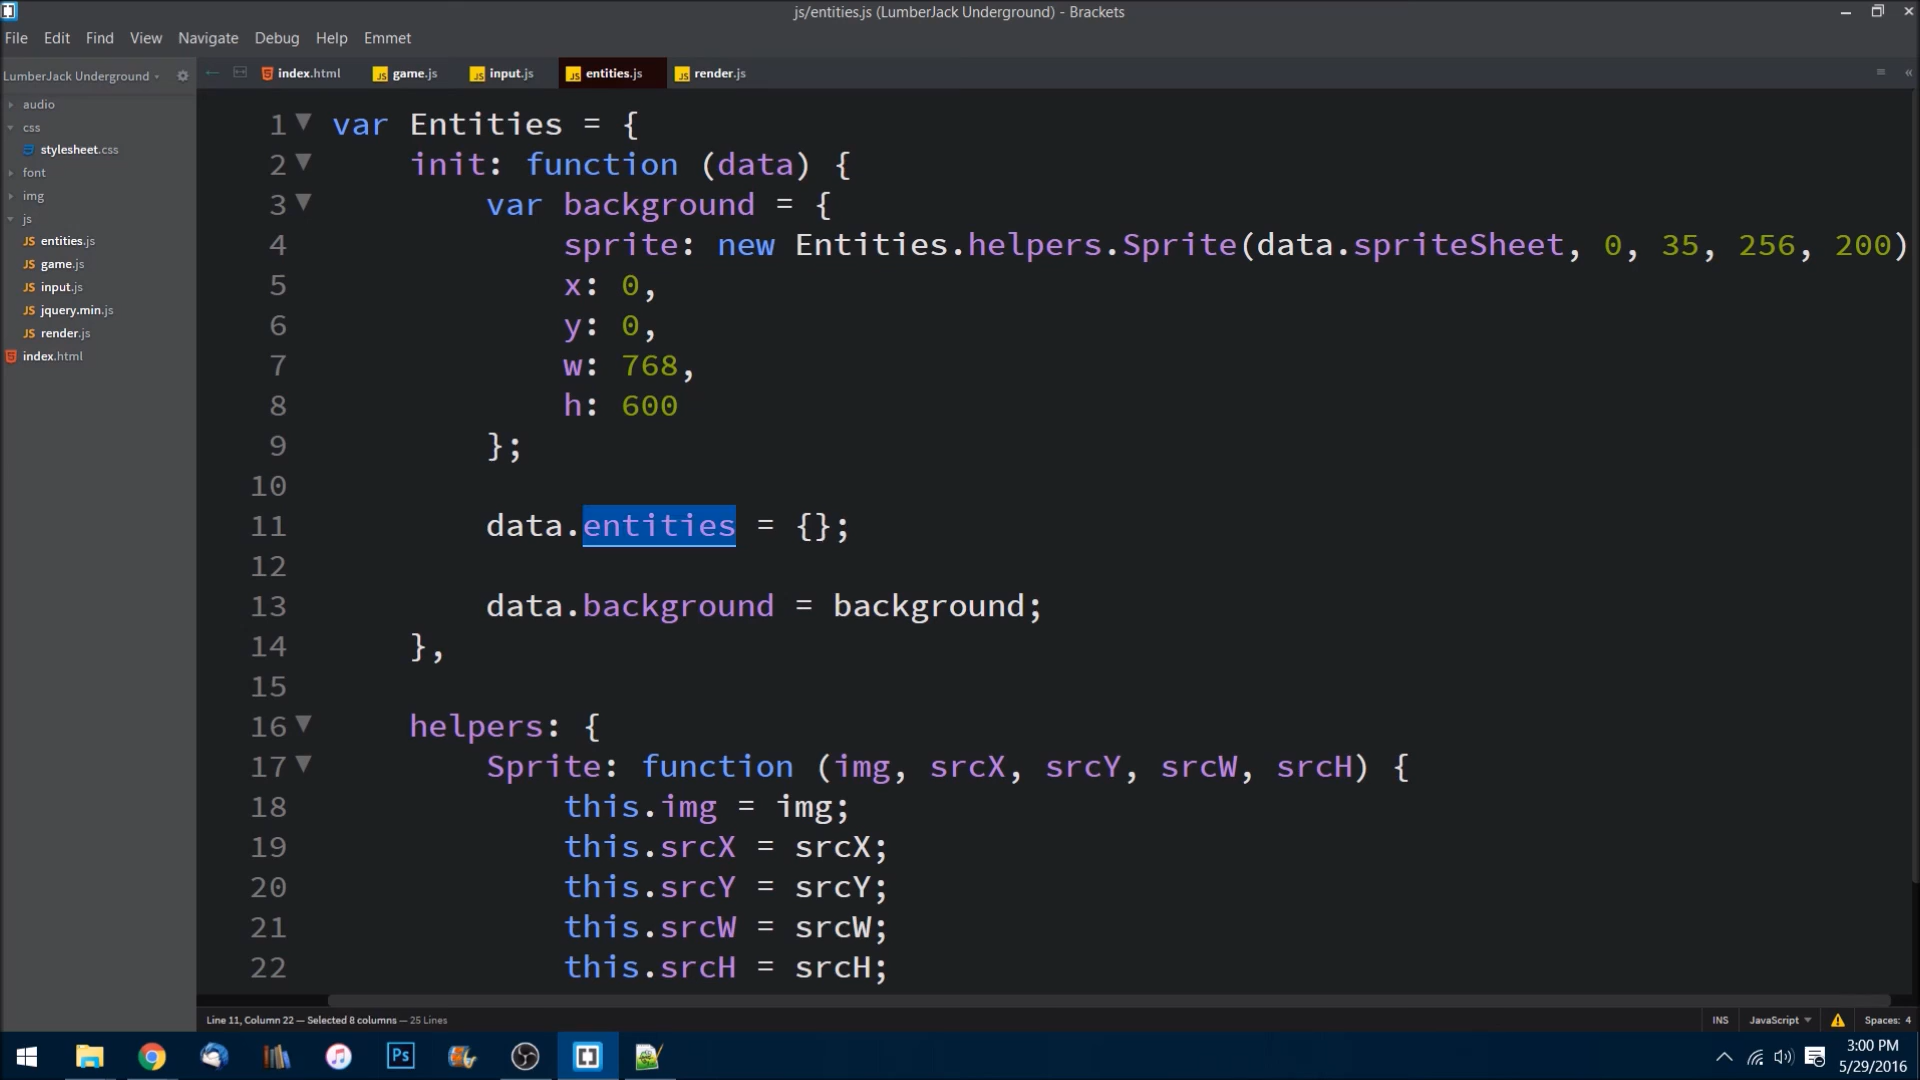 js/entities.js (LumberJack Underground) - Brackets
File Edit Find View Navigate Debug Help Emmet
LumberJack Underground
index.html game.js input.js entities.js render.js
audio
css
stylesheet.css
font
img
js
JS entities.js
JS game.js
JS input.js
JS jquery.min.js
JS render.js
index.html
1 var Entities = {
2 init: function (data) {
3 var background = {
4 sprite: new Entities.helpers.Sprite(data.spriteSheet, 0, 35, 256, 200)
5 x: 0,
6 y: 0,
7 w: 768,
8 h: 600
9 };
10
11 data.entities = {};
12
13 data.background = background;
14 },
15
16 helpers: {
17 Sprite: function (img, srcX, srcY, srcW, srcH) {
18 this.img = img;
19 this.srcX = srcX;
20 this.srcY = srcY;
21 this.srcW = srcW;
22 this.srcH = srcH;
Line 11, Column 22 — Selected 8 columns — 25 Lines
INS JavaScript Spaces: 4
Ps
3:00 PM
5/29/2016